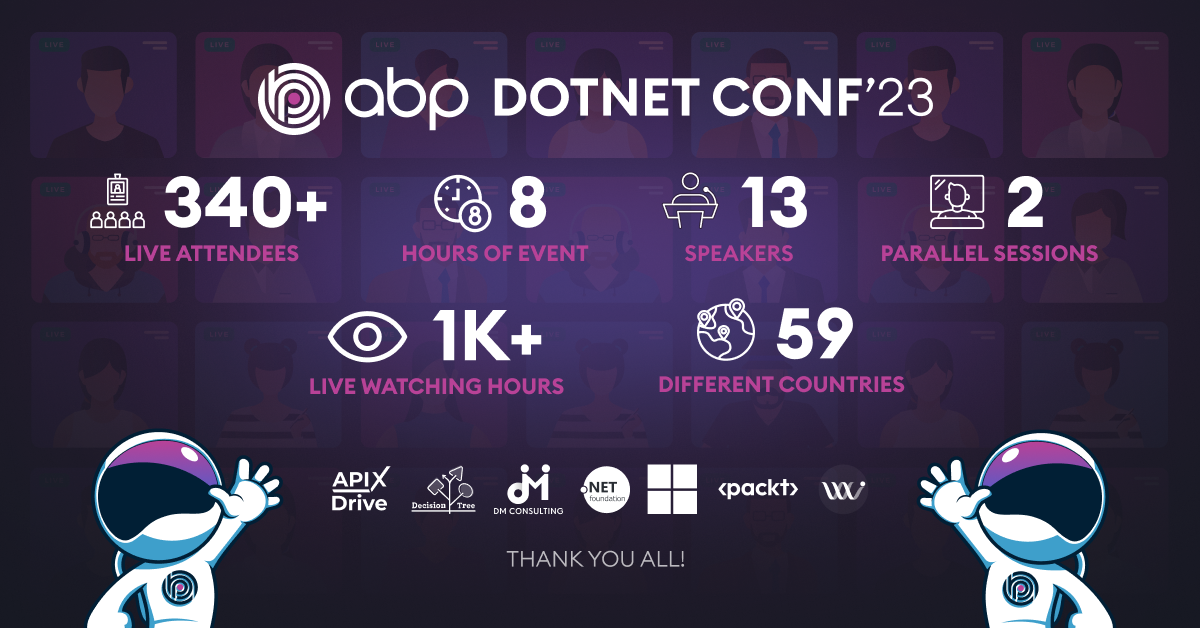 abp DOTNET CONF'23
340+
LIVE ATTENDEES
8
8
HOURS OF EVENT
13
SPEAKERS
2
PARALLEL SESSIONS
1K+
LIVE WATCHING HOURS
59
DIFFERENT COUNTRIES
APIX
Drive
Decision Tree
DM CONSULTING
.NET
foundation
<packt>
THANK YOU ALL!
LIVE
LIVE
LIVE
LIVE
LIVE
LIVE
LIVE